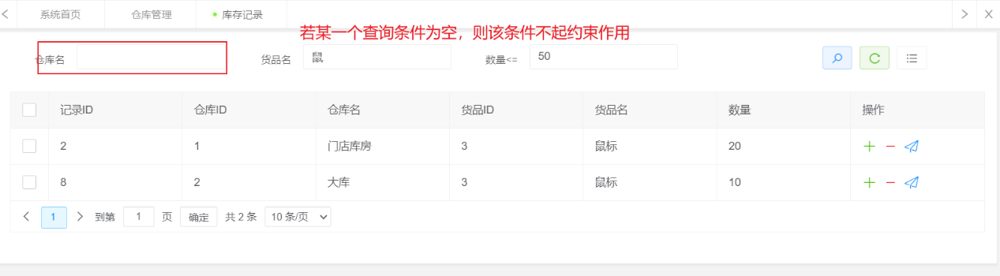 系统首页 仓库管理 库存记录
若某一个查询条件为空，则该条件不起约束作用
仓库名 货品名 鼠 数量<= 50
记录ID 仓库ID 仓库名 货品ID 货品名 数量 操作
2 1 门店库房 3 鼠标 20
8 2 大库 3 鼠标 10
1 到第 1 页 确定 共 2 条 10 条/页